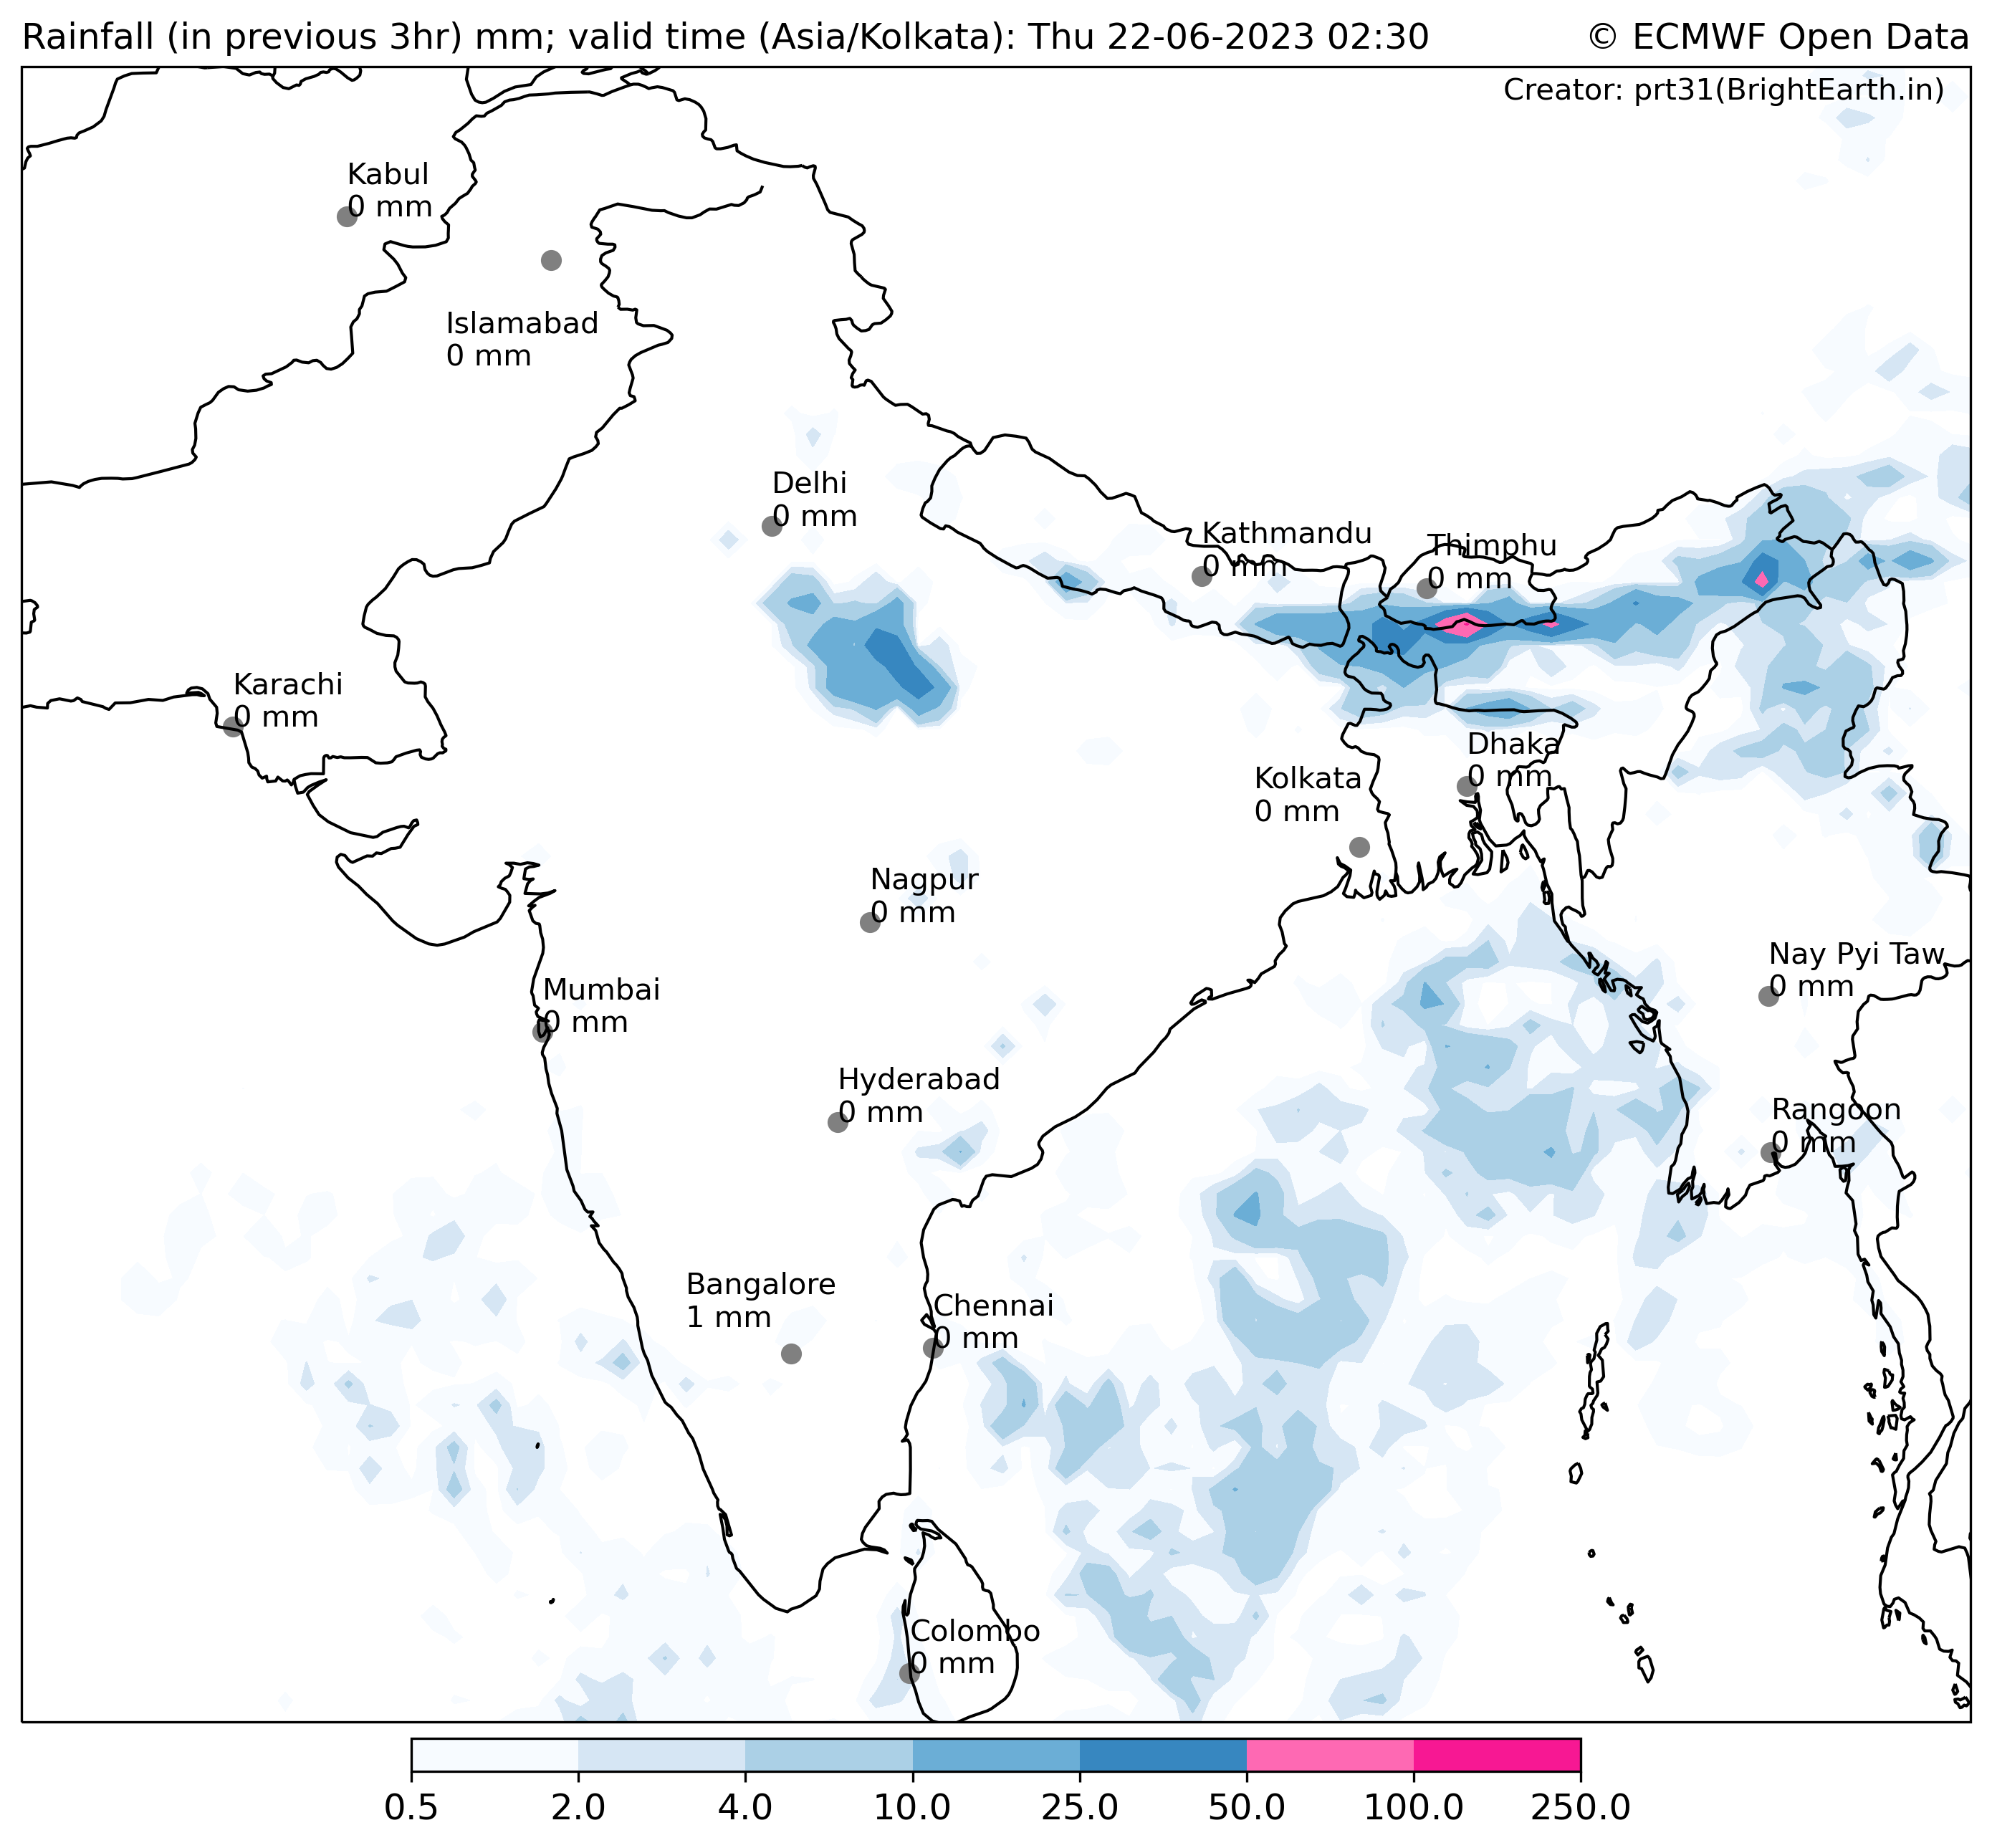 Rainfall (in previous 3hr) mm; valid time (Asia/Kolkata): Thu 22-06-2023 02:30
© ECMWF Open Data
Creator: prt31(BrightEarth.in)
Kabul
0 mm
Islamabad
0 mm
Delhi
0 mm
Kathmandu
0 mm
Thimphu
0 mm
Karachi
0 mm
Dhaka
0 mm
Kolkata
0 mm
Nagpur
0 mm
Nay Pyi Taw
0 mm
Mumbai
0 mm
Hyderabad
0 mm
Rangoon
0 mm
Bangalore
1 mm
Chennai
0 mm
Colombo
0 mm
0.5 2.0 4.0 10.0 25.0 50.0 100.0 250.0